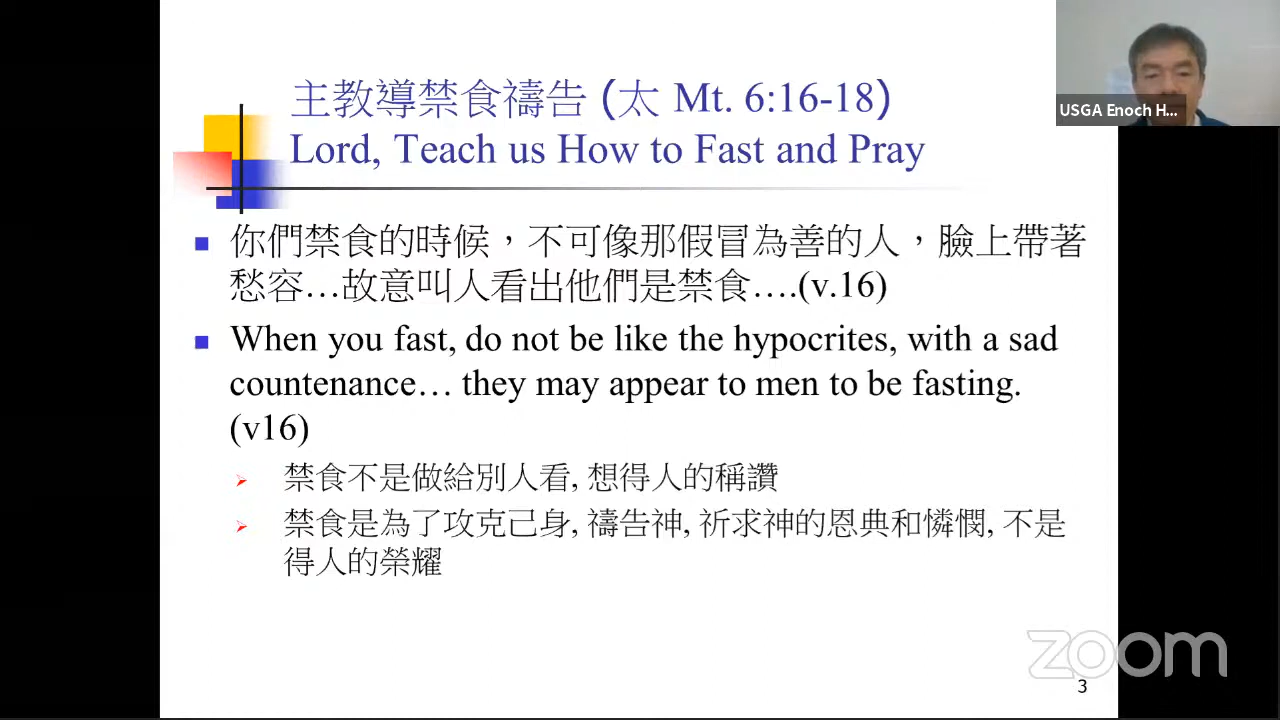 主教導禁食禱告 (太 Mt. 6:16-18)
Lord, Teach us How to Fast and Pray
USGA Enoch H...
你們禁食的時候，不可像那假冒為善的人，臉上帶著
愁容…故意叫人看出他們是禁食….(v.16)
When you fast, do not be like the hypocrites, with a sad
countenance… they may appear to men to be fasting.
(v16)
禁食不是做給別人看, 想得人的稱讚
禁食是為了攻克己身, 禱告神, 祈求神的恩典和憐憫, 不是
得人的榮耀
zoom
3